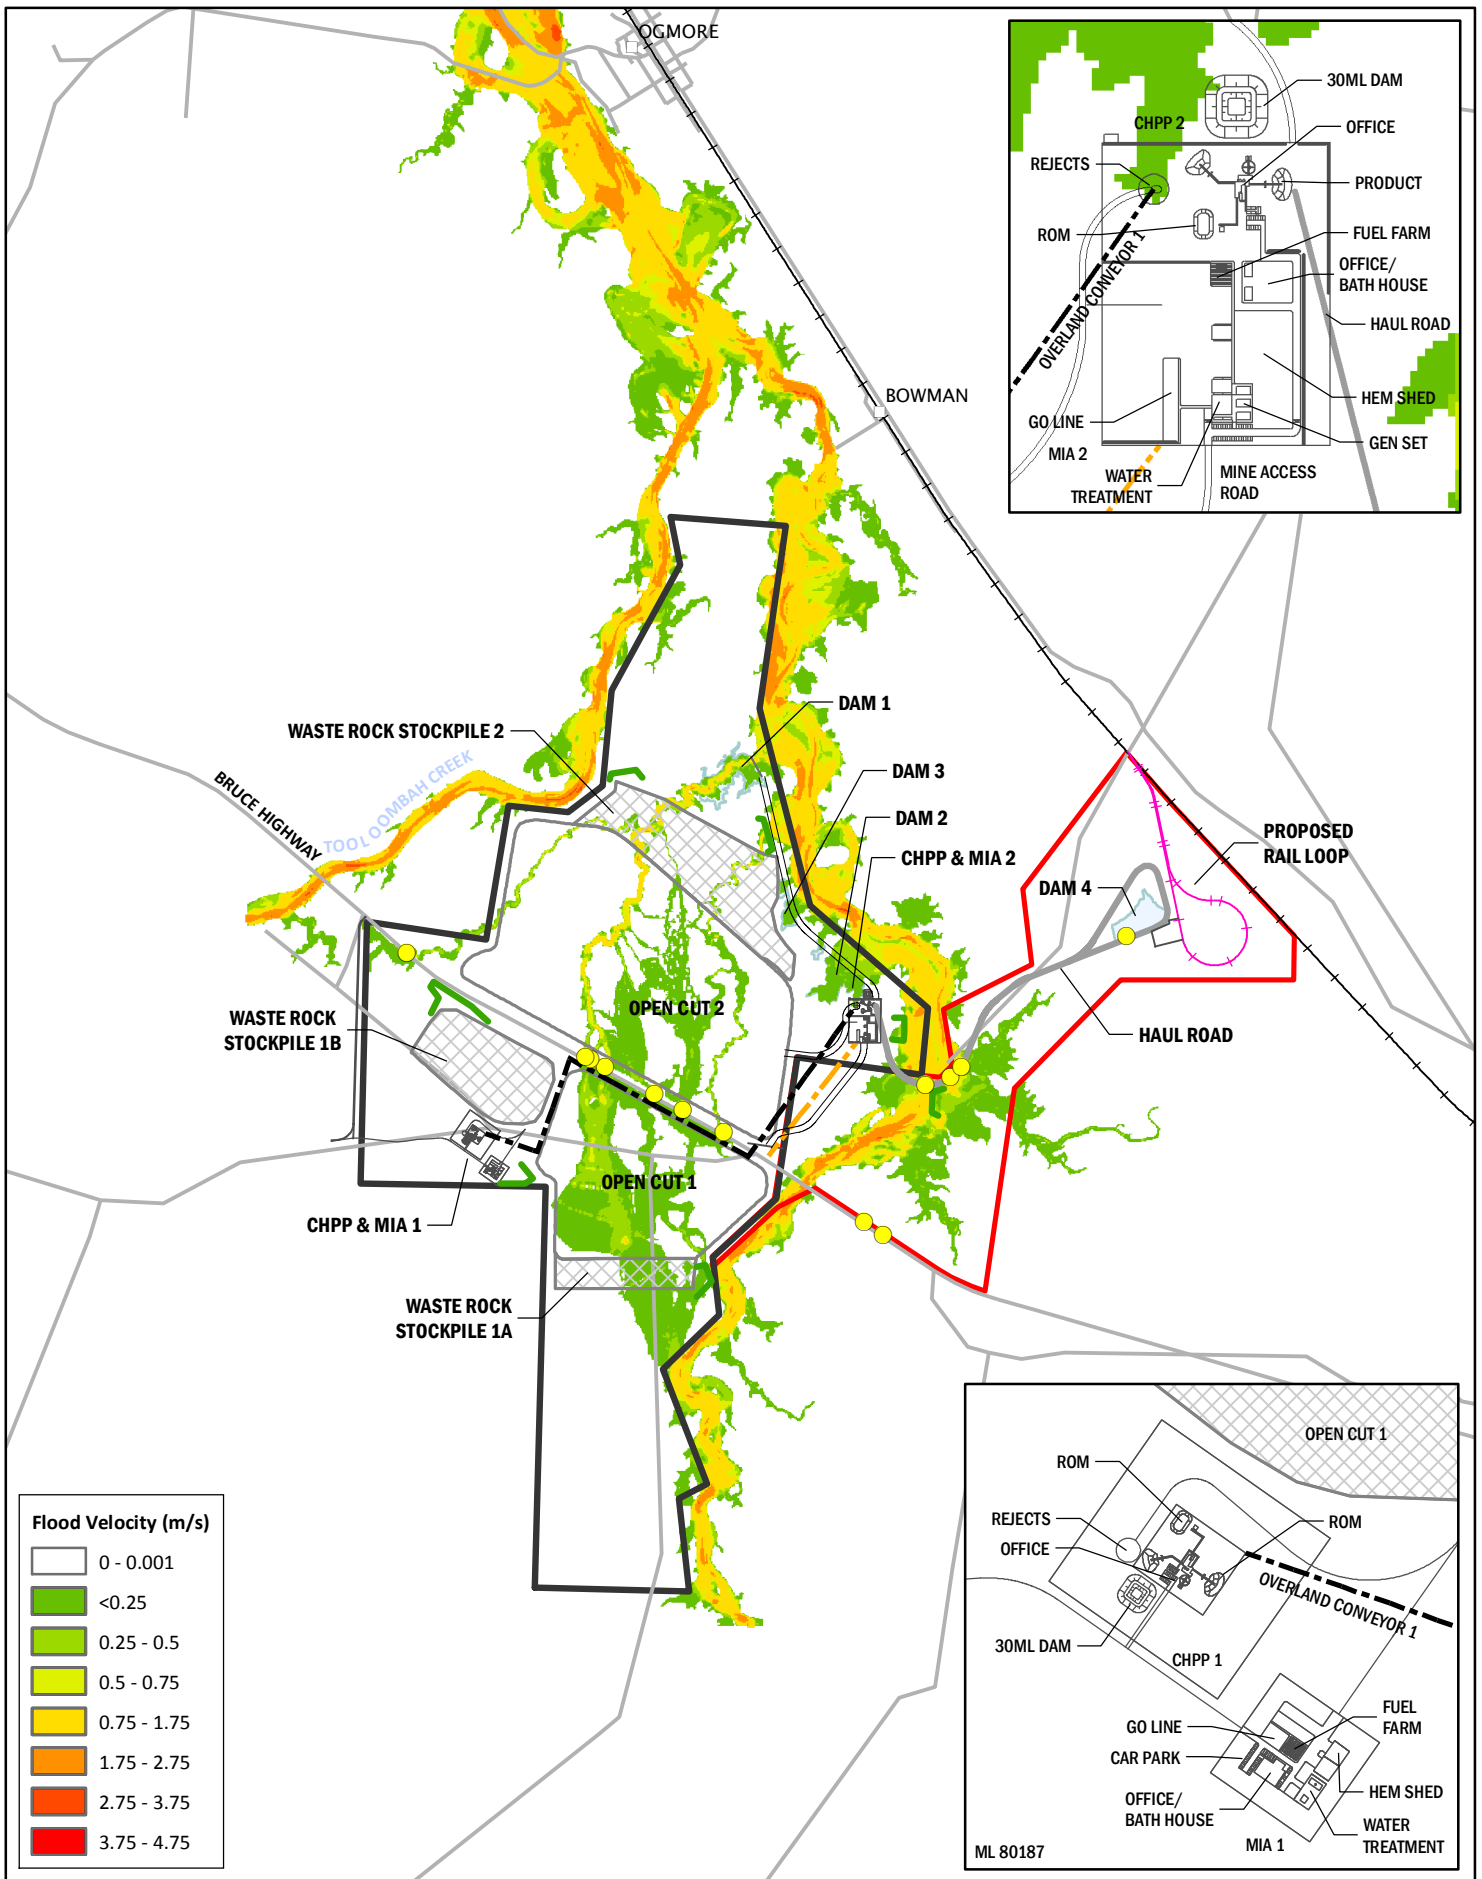 OGMORE
BOWMAN
30ML DAM
CHPP 2
OFFICE
REJECTS
PRODUCT
ROM
FUEL FARM
OFFICE/
BATH HOUSE
OVERLAND CONVEYOR 1
HAUL ROAD
HEM SHED
GO LINE
GEN SET
MIA 2
WATER
TREATMENT
MINE ACCESS
ROAD
DAM 1
WASTE ROCK STOCKPILE 2
DAM 3
BRUCE HIGHWAY
TOOLOOMBAH CREEK
DAM 2
CHPP & MIA 2
PROPOSED
RAIL LOOP
DAM 4
OPEN CUT 2
WASTE ROCK
STOCKPILE 1B
HAUL ROAD
OPEN CUT 1
CHPP & MIA 1
WASTE ROCK
STOCKPILE 1A
OPEN CUT 1
ROM
REJECTS
ROM
OFFICE
OVERLAND CONVEYOR 1
30ML DAM
CHPP 1
GO LINE
FUEL
FARM
CAR PARK
OFFICE/
BATH HOUSE
HEM SHED
WATER
TREATMENT
MIA 1
ML 80187
Flood Velocity (m/s)
0 - 0.001
<0.25
0.25 - 0.5
0.5 - 0.75
0.75 - 1.75
1.75 - 2.75
2.75 - 3.75
3.75 - 4.75